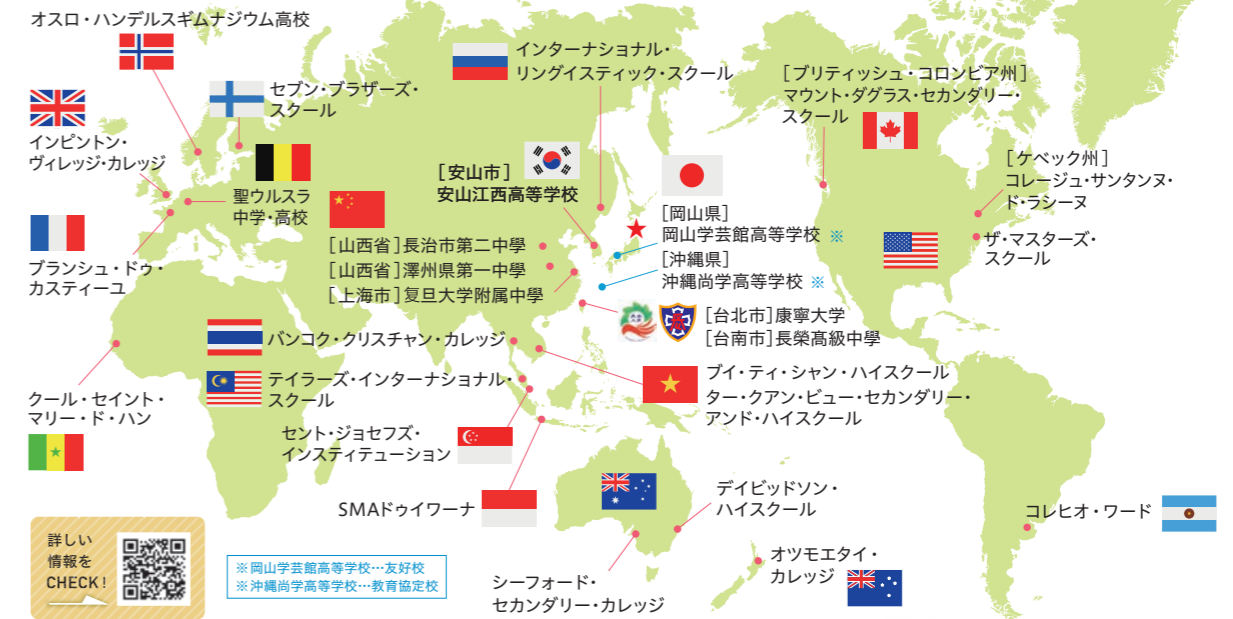 オスロ・ハンデルスギムナジウム高校
インターナショナル・
リングイスティック・スクール
セブン・ブラザーズ・
スクール
[ブリティッシュ・コロンビア州]
マウント・ダグラス・セカンダリー・
スクール
インピントン・
ヴィレッジ・カレッジ
[安山市]
安山江西高等学校
[ケベック州]
コレージュ・サンタンヌ・
ド・ラシーヌ
聖ウルスラ
中学・高校
[岡山県]
岡山学芸館高等学校 ※
[沖縄県]
沖縄尚学高等学校 ※
ザ・マスターズ・
スクール
[山西省]長治市第二中學
[山西省]澤州県第一中學
[上海市]复旦大学附属中學
ブランシュ・ドゥ・
カスティーユ
[台北市]康寧大学
[台南市]長榮髙級中學
バンコク・クリスチャン・カレッジ
ブイ・ティ・シャン・ハイスクール
ター・クアン・ビュー・セカンダリー・
アンド・ハイスクール
テイラーズ・インターナショナル・
スクール
クール・セイント・
マリー・ド・ハン
セント・ジョセフズ・
インスティテューション
SMAドゥイワーナ
デイビッドソン・
ハイスクール
コレヒオ・ワード
オツモエタイ・
カレッジ
シーフォード・
セカンダリー・カレッジ
詳しい
情報を
CHECK!
※岡山学芸館高等学校…友好校
※沖縄尚学高等学校…教育協定校